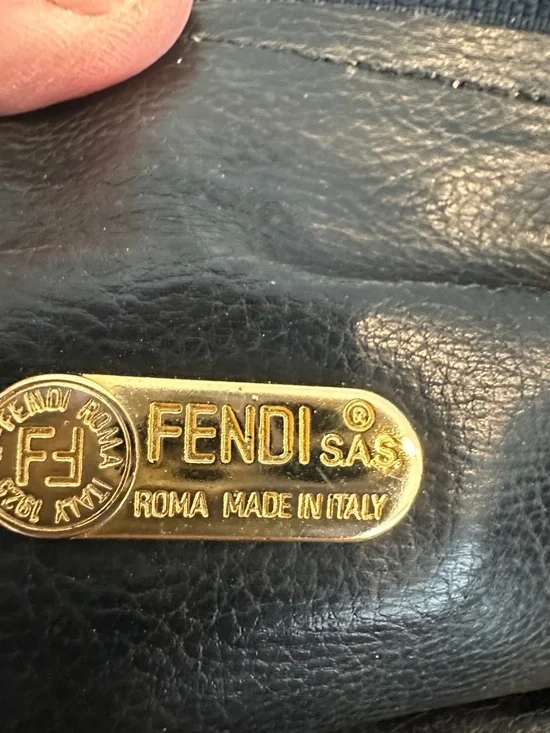 FENDI ROMA ITALY 1925
FF
FENDI ® S.A.S
ROMA MADE IN ITALY